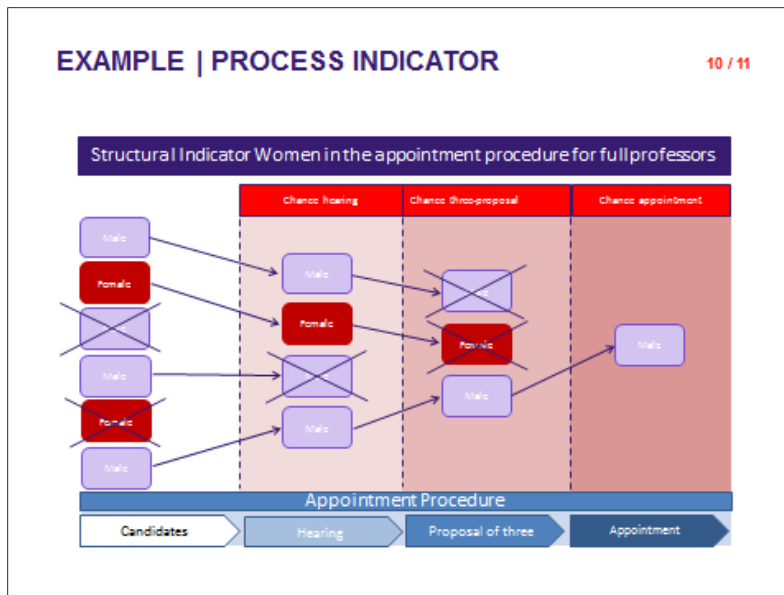 EXAMPLE | PROCESS INDICATOR
10 / 11
Structural Indicator Women in the appointment procedure for full professors
Chance hearing
Chance three-proposal
Chance appointment
Male
Female
Male
Female
Male
Male
Female
Male
Male
Female
Male
Male
Appointment Procedure
Candidates
Hearing
Proposal of three
Appointment